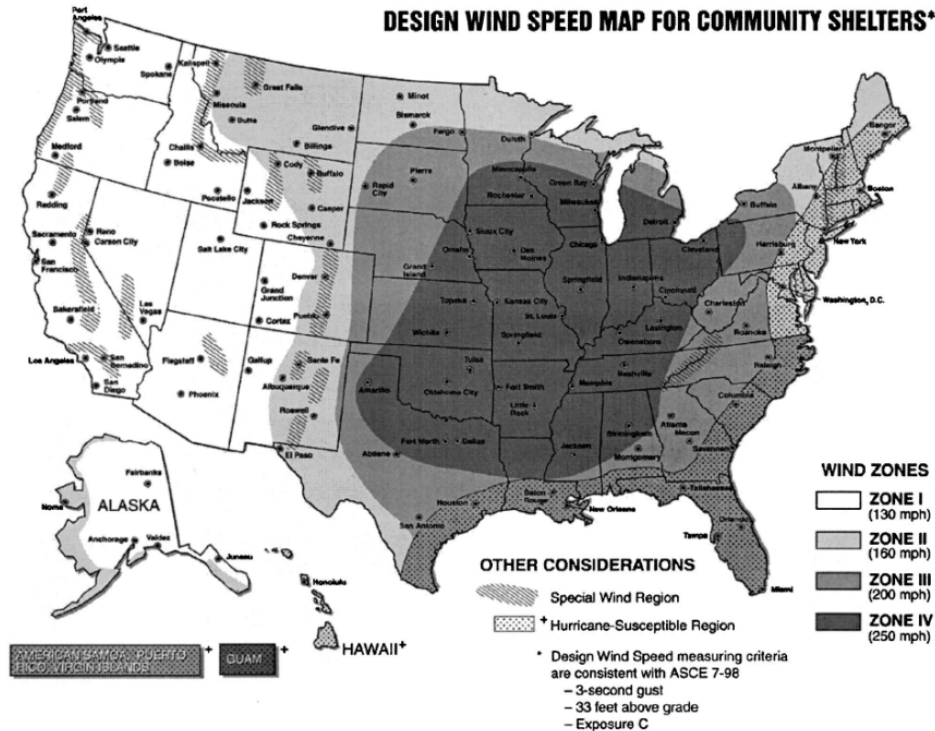 DESIGN WIND SPEED MAP FOR COMMUNITY SHELTERS*
Port
Angeles
Seattle
Olympia
Spokane
Kalispell
Great Falls
Portland
Salem
Missoula
Butte
Glendive
Billings
Minot
Bismarck
Fargo
Duluth
Medford
Challis
Boise
Cody
Buffalo
Pierre
Rapid
City
Minneapolis
Rochester
Green Bay
Milwaukee
Bangor
Montpelier
Albany
Boston
Buffalo
Redding
Pocatello
Jackson
Casper
Rock Springs
Cheyenne
Sioux City
Omaha
Des
Moines
Chicago
Detroit
Cleveland
Harrisburg
New York
Reno
Carson City
Sacramento
San
Francisco
Salt Lake City
Grand
Island
Denver
Grand
Junction
Pueblo
Cortez
Springfield
Indianapolis
Cincinnati
Washington, D.C.
Charleston
Bakersfield
Las
Vegas
Topeka
Kansas City
St. Louis
Lexington
Owensboro
Roanoke
Wichita
Springfield
Los Angeles
San
Bernadino
San
Diego
Flagstaff
Phoenix
Gallup
Sante Fe
Albuquerque
Roswell
El Paso
Amarillo
Tulsa
Oklahoma City
Fort Smith
Little
Rock
Memphis
Nashville
Raleigh
Columbia
Atlanta
Macon
Savannah
Birmingham
Montgomery
Jackson
Fort Worth
Dallas
Abilene
Houston
San Antonio
Baton
Rouge
New Orleans
Tallahassee
Orlando
Tampa
Miami
Fairbanks
ALASKA
Nome
Anchorage
Valdez
Juneau
Honolulu
HAWAII+
AMERICAN SAMOA, PUERTO
RICO, VIRGIN ISLANDS
+
GUAM
+
OTHER CONSIDERATIONS
Special Wind Region
+ Hurricane-Susceptible Region
* Design Wind Speed measuring criteria
are consistent with ASCE 7-98
– 3-second gust
– 33 feet above grade
– Exposure C
WIND ZONES
ZONE I
(130 mph)
ZONE II
(160 mph)
ZONE III
(200 mph)
ZONE IV
(250 mph)